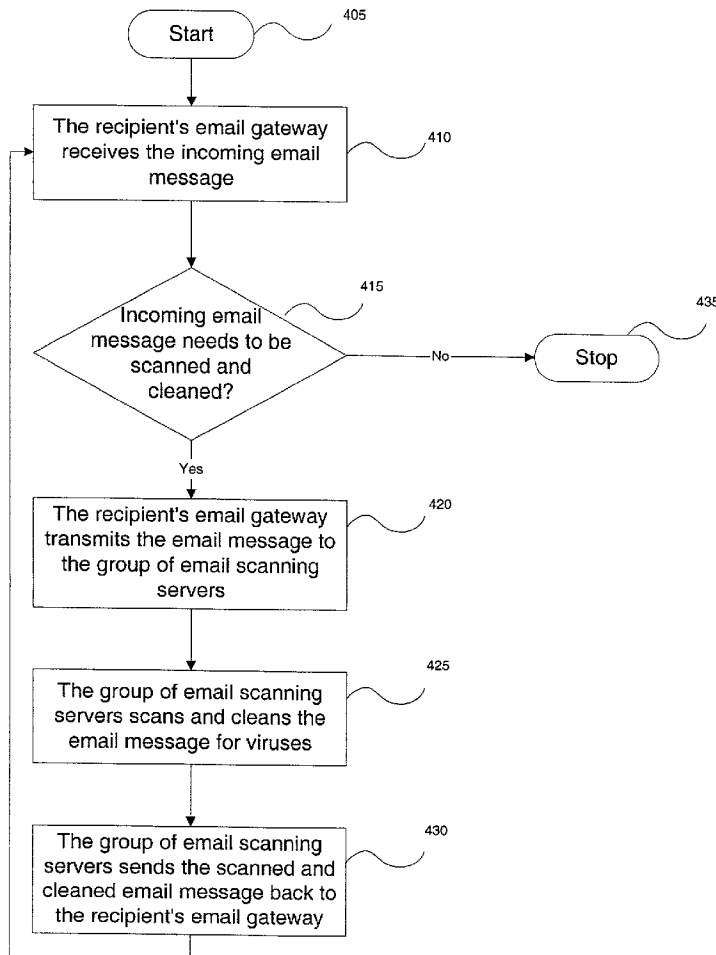 Start
405
The recipient's email gateway
receives the incoming email
message
410
415
Incoming email
message needs to be
scanned and
cleaned?
No
435
Stop
Yes
The recipient's email gateway
transmits the email message to
the group of email scanning
servers
420
The group of email scanning
servers scans and cleans the
email message for viruses
425
The group of email scanning
servers sends the scanned and
cleaned email message back to
the recipient's email gateway
430